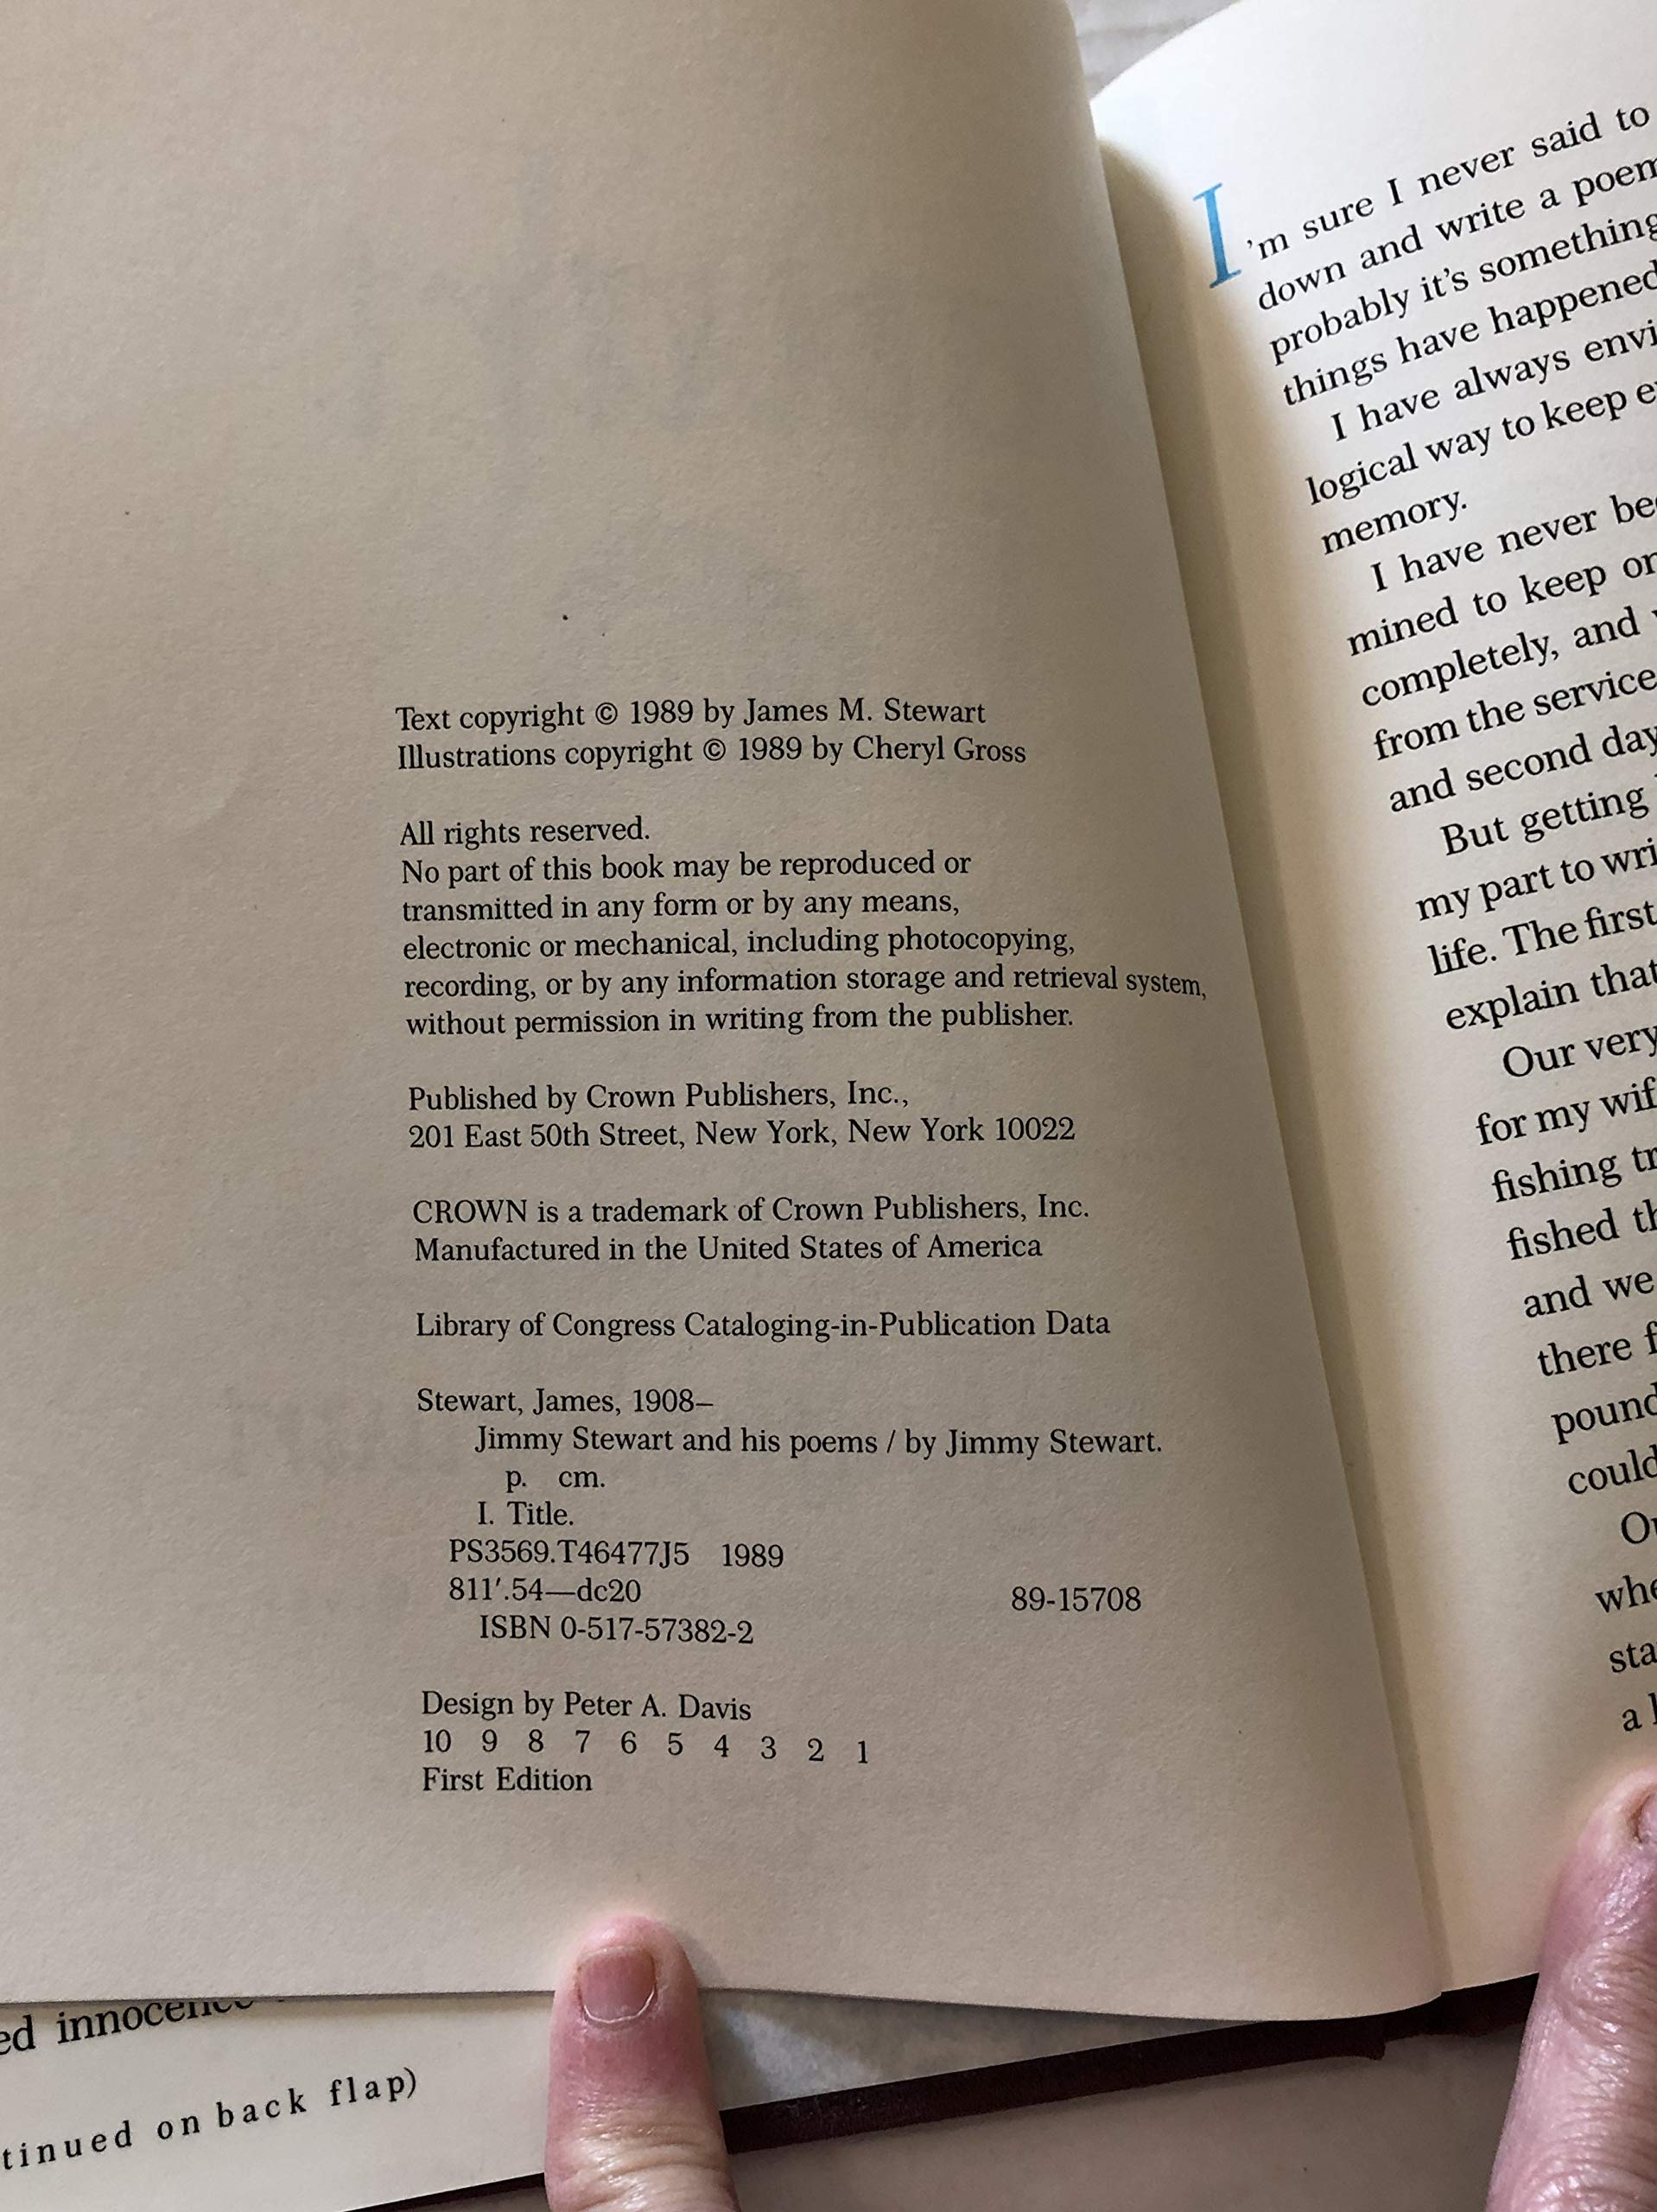 Text copyright © 1989 by James M. Stewart
Illustrations copyright © 1989 by Cheryl Gross
All rights reserved.
No part of this book may be reproduced or
transmitted in any form or by any means,
electronic or mechanical, including photocopying,
recording, or by any information storage and retrieval system,
without permission in writing from the publisher.
Published by Crown Publishers, Inc.,
201 East 50th Street, New York, New York 10022
CROWN is a trademark of Crown Publishers, Inc.
Manufactured in the United States of America
Library of Congress Cataloging-in-Publication Data
Stewart, James, 1908–
Jimmy Stewart and his poems / by Jimmy Stewart.
p. cm.
I. Title.
PS3569.T46477J5 1989
811′.54—dc20 89-15708
ISBN 0-517-57382-2
Design by Peter A. Davis
10 9 8 7 6 5 4 3 2 1
First Edition
I'm sure I never said to
down and write a poem
probably it's something
things have happened
I have always
logical way to keep
memory.
I have never
mined to keep
completely, and
from the service
and second day
But getting
my part to
life. The first
explain that
Our very
for my
fishing
fished
and we
there
could
a
innocence
on back flap)